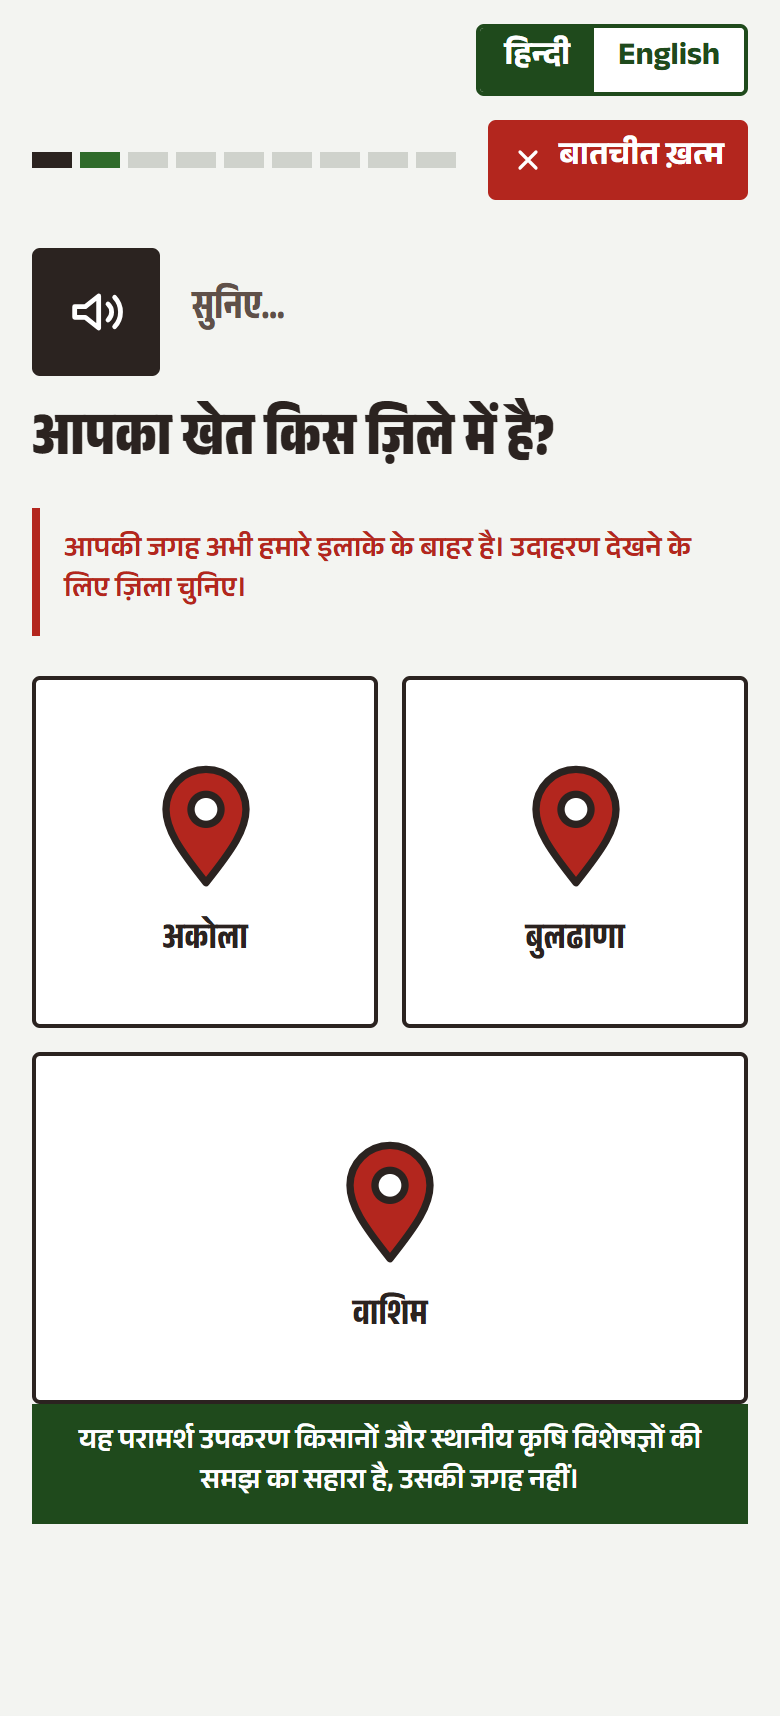 हिन्दी English
बातचीत ख़त्म
सुनिए...
आपका खेत किस ज़िले में है?
आपकी जगह अभी हमारे इलाके के बाहर है। उदाहरण देखने के
लिए ज़िला चुनिए।
अकोला
बुलढाणा
वाशिम
यह परामर्श उपकरण किसानों और स्थानीय कृषि विशेषज्ञों की
समझ का सहारा है, उसकी जगह नहीं।